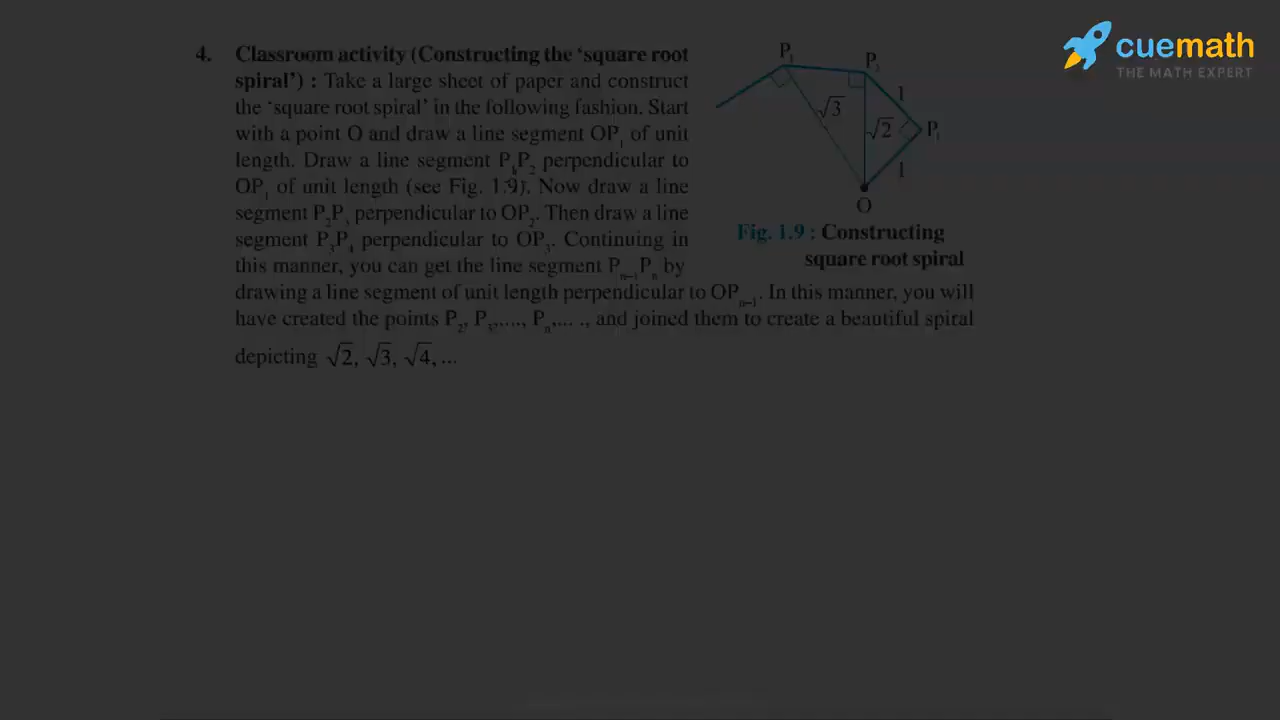 cuemath
THE MATH EXPERT
4. Classroom activity (Constructing the ‘square root
spiral’) : Take a large sheet of paper and construct
the ‘square root spiral’ in the following fashion. Start
with a point O and draw a line segment OP₁ of unit
length. Draw a line segment P₁P₂ perpendicular to
OP₁ of unit length (see Fig. 1.9). Now draw a line
segment P₂P₃ perpendicular to OP₂. Then draw a line
segment P₃P₄ perpendicular to OP₃. Continuing in
this manner, you can get the line segment Pₙ₋₁Pₙ by
drawing a line segment of unit length perpendicular to OPₙ₋₁. In this manner, you will
have created the points P₂, P₃,...., Pₙ,... ., and joined them to create a beautiful spiral
depicting √2, √3, √4, ...
P₃
P₂
1
√3
√2
P₁
1
O
Fig. 1.9 : Constructing
square root spiral